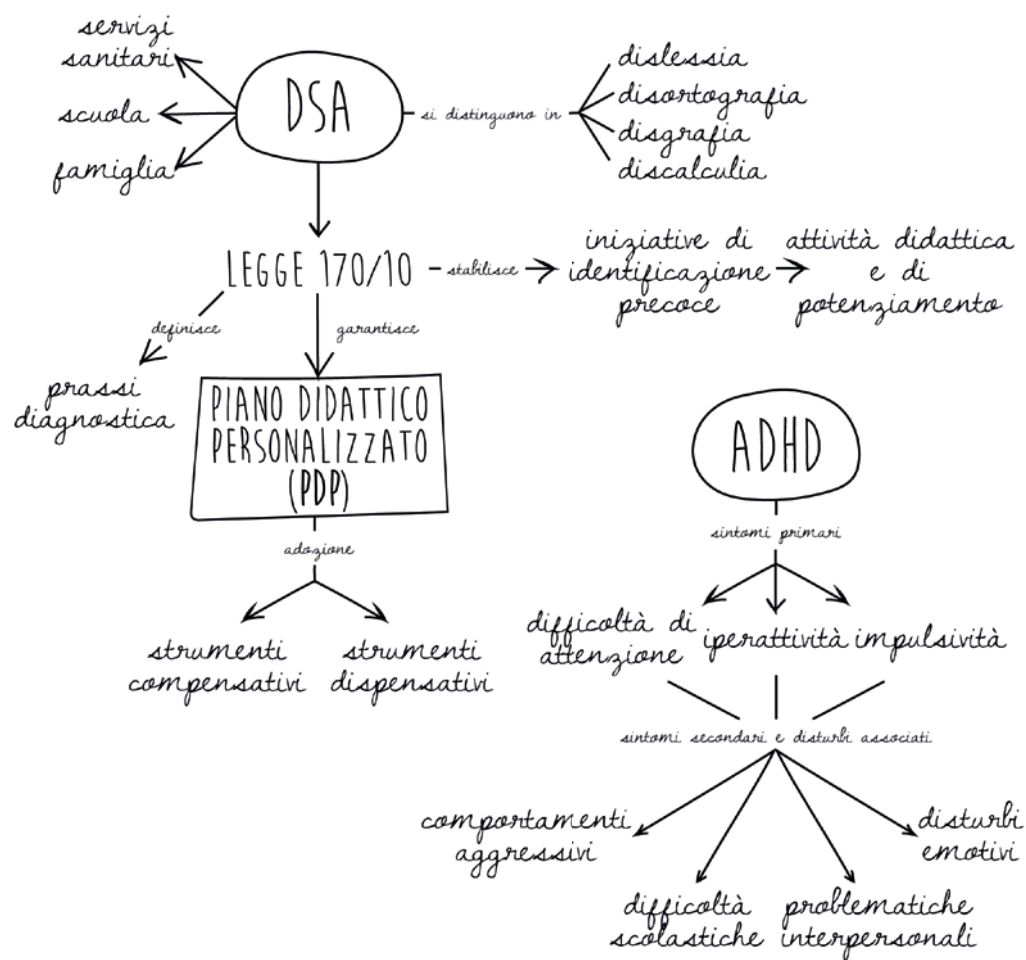 servizi
sanitari
scuola
famiglia
DSA
si distinguono in
dislessia
disortografia
disgrafia
discalculia
LEGGE 170/10
stabilisce
iniziative di
identificazione
precoce
attività didattica
e di
potenziamento
definisce
garantisce
prassi
diagnostica
PIANO DIDATTICO
PERSONALIZZATO
(PDP)
adozione
strumenti
compensativi
strumenti
dispensativi
ADHD
sintomi primari
difficoltà di
attenzione
iperattività
impulsività
sintomi secondari e disturbi associati
comportamenti
aggressivi
difficoltà
scolastiche
problematiche
interpersonali
disturbi
emotivi